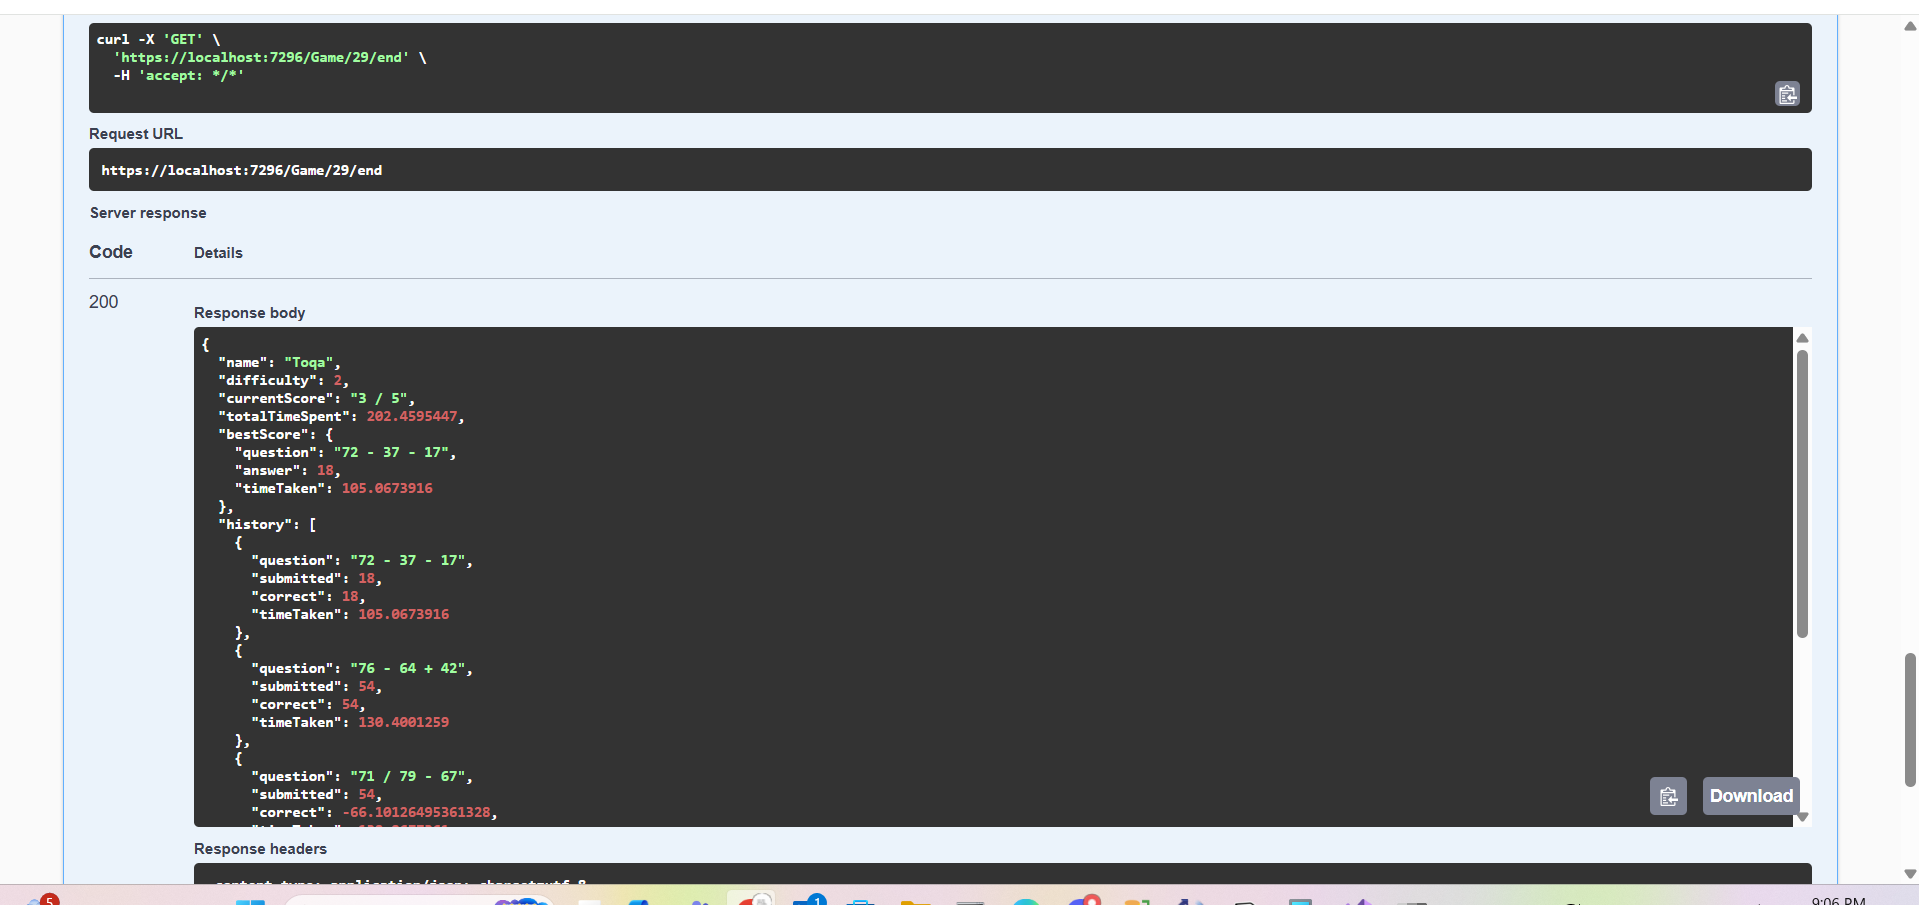 curl -X 'GET' \
'https://localhost:7296/Game/29/end' \
-H 'accept: */*'
Request URL
https://localhost:7296/Game/29/end
Server response
Code Details
200
Response body
{
"name": "Toqa",
"difficulty": 2,
"currentScore": "3 / 5",
"totalTimeSpent": 202.4595447,
"bestScore": {
"question": "72 - 37 - 17",
"answer": 18,
"timeTaken": 105.0673916
},
"history": [
{
"question": "72 - 37 - 17",
"submitted": 18,
"correct": 18,
"timeTaken": 105.0673916
},
{
"question": "76 - 64 + 42",
"submitted": 54,
"correct": 54,
"timeTaken": 130.4001259
},
{
"question": "71 / 79 - 67",
"submitted": 54,
"correct": -66.10126495361328,
Download
Response headers
5
1
9:06 PM